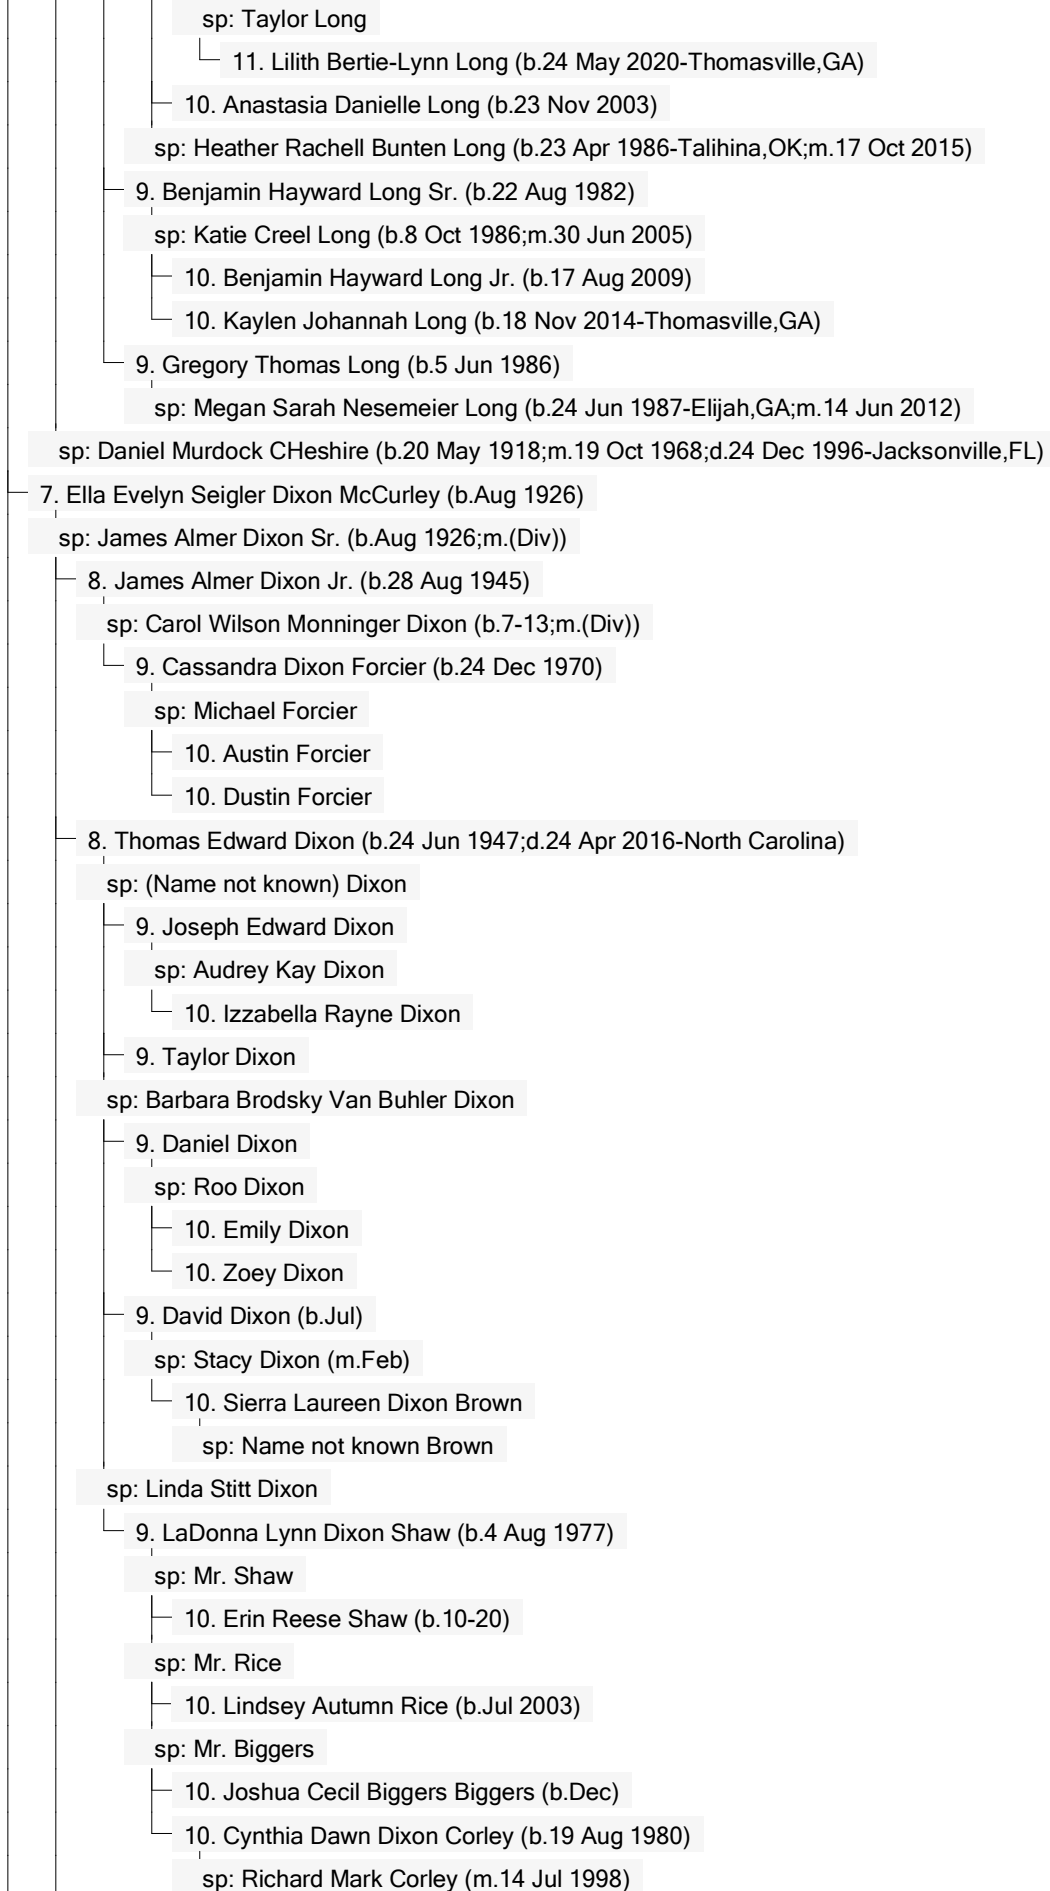 sp: Taylor Long
11. Lilith Bertie-Lynn Long (b.24 May 2020-Thomasville,GA)
10. Anastasia Danielle Long (b.23 Nov 2003)
sp: Heather Rachell Bunten Long (b.23 Apr 1986-Talihina,OK;m.17 Oct 2015)
9. Benjamin Hayward Long Sr. (b.22 Aug 1982)
sp: Katie Creel Long (b.8 Oct 1986;m.30 Jun 2005)
10. Benjamin Hayward Long Jr. (b.17 Aug 2009)
10. Kaylen Johannah Long (b.18 Nov 2014-Thomasville,GA)
9. Gregory Thomas Long (b.5 Jun 1986)
sp: Megan Sarah Nesemeier Long (b.24 Jun 1987-Elijah,GA;m.14 Jun 2012)
sp: Daniel Murdock CHeshire (b.20 May 1918;m.19 Oct 1968;d.24 Dec 1996-Jacksonville,FL)
7. Ella Evelyn Seigler Dixon McCurley (b.Aug 1926)
sp: James Almer Dixon Sr. (b.Aug 1926;m.(Div))
8. James Almer Dixon Jr. (b.28 Aug 1945)
sp: Carol Wilson Monninger Dixon (b.7-13;m.(Div))
9. Cassandra Dixon Forcier (b.24 Dec 1970)
sp: Michael Forcier
10. Austin Forcier
10. Dustin Forcier
8. Thomas Edward Dixon (b.24 Jun 1947;d.24 Apr 2016-North Carolina)
sp: (Name not known) Dixon
9. Joseph Edward Dixon
sp: Audrey Kay Dixon
10. Izzabella Rayne Dixon
9. Taylor Dixon
sp: Barbara Brodsky Van Buhler Dixon
9. Daniel Dixon
sp: Roo Dixon
10. Emily Dixon
10. Zoey Dixon
9. David Dixon (b.Jul)
sp: Stacy Dixon (m.Feb)
10. Sierra Laureen Dixon Brown
sp: Name not known Brown
sp: Linda Stitt Dixon
9. LaDonna Lynn Dixon Shaw (b.4 Aug 1977)
sp: Mr. Shaw
10. Erin Reese Shaw (b.10-20)
sp: Mr. Rice
10. Lindsey Autumn Rice (b.Jul 2003)
sp: Mr. Biggers
10. Joshua Cecil Biggers Biggers (b.Dec)
10. Cynthia Dawn Dixon Corley (b.19 Aug 1980)
sp: Richard Mark Corley (m.14 Jul 1998)